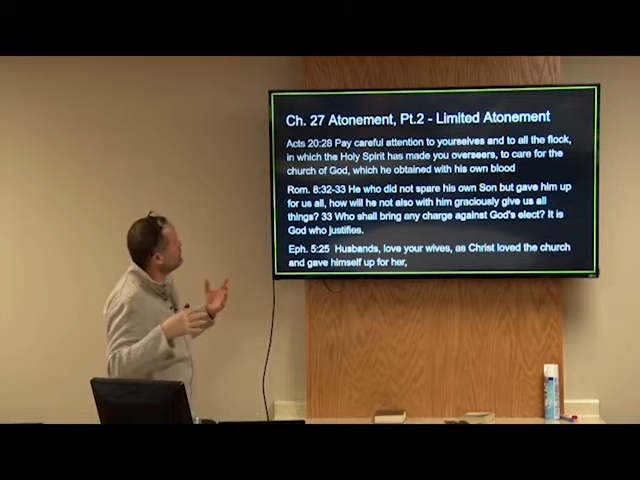 Ch. 27 Atonement, Pt.2 - Limited Atonement
Acts 20:28 Pay careful attention to yourselves and to all the flock,
in which the Holy Spirit has made you overseers, to care for the
church of God, which he obtained with his own blood
Rom. 8:32-33 He who did not spare his own Son but gave him up
for us all, how will he not also with him graciously give us all
things? 33 Who shall bring any charge against God's elect? It is
God who justifies.
Eph. 5:25 Husbands, love your wives, as Christ loved the church
and gave himself up for her,